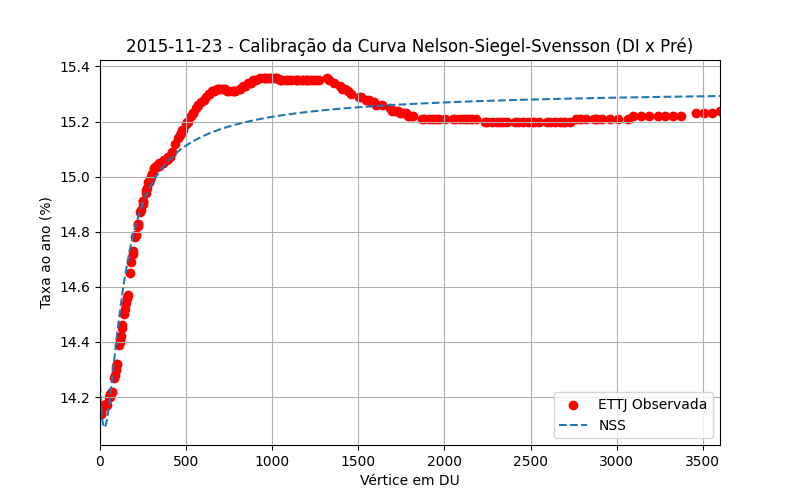 2015-11-23 - Calibração da Curva Nelson-Siegel-Svensson (DI x Pré)
15.4
15.2
15.0
14.8
14.6
14.4
14.2
Taxa ao ano (%)
ETTJ Observada
NSS
0 500 1000 1500 2000 2500 3000 3500
Vértice em DU